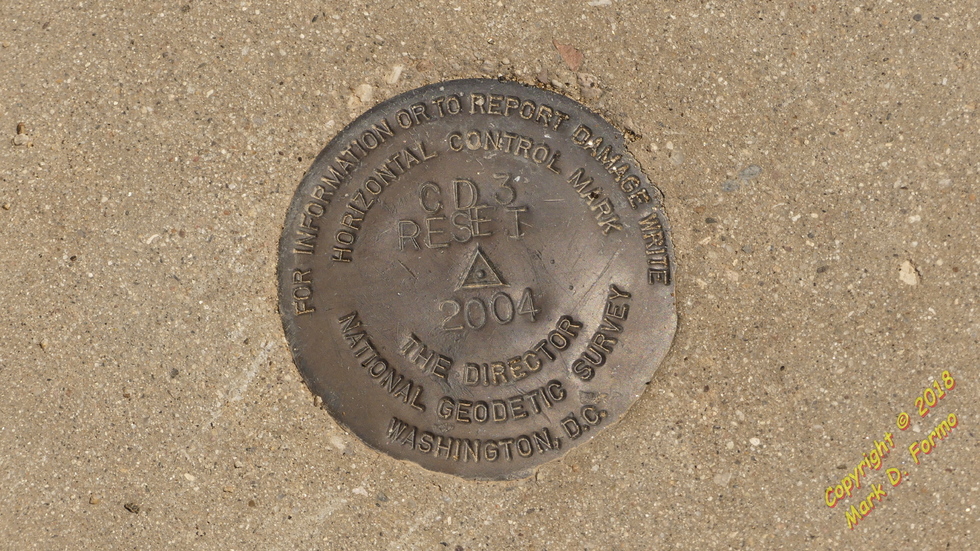 FOR INFORMATION OR TO REPORT DAMAGE WRITE
HORIZONTAL CONTROL MARK
CD 3
RESET
2004
THE DIRECTOR
NATIONAL GEODETIC SURVEY
WASHINGTON, D.C.
Copyright © 2018
Mark D. Formo